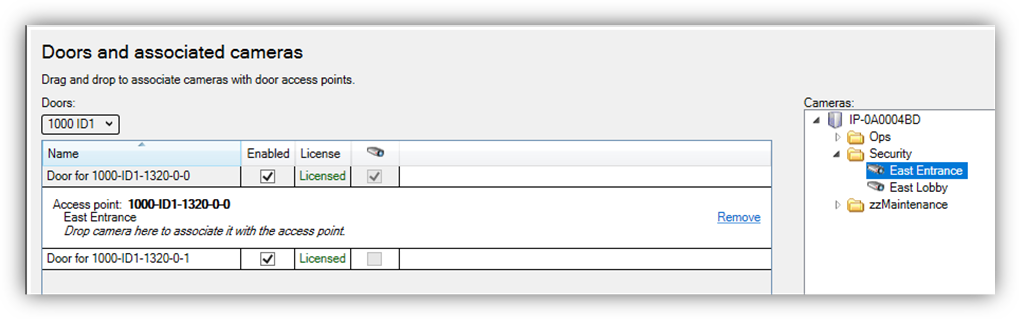 Doors and associated cameras
Drag and drop to associate cameras with door access points.
Doors:
1000 ID1
Name Enabled License
Door for 1000-ID1-1320-0-0 Licensed
Access point: 1000-ID1-1320-0-0
East Entrance Remove
Drop camera here to associate it with the access point.
Door for 1000-ID1-1320-0-1 Licensed
Cameras:
IP-0A0004BD
Ops
Security
East Entrance
East Lobby
zzMaintenance